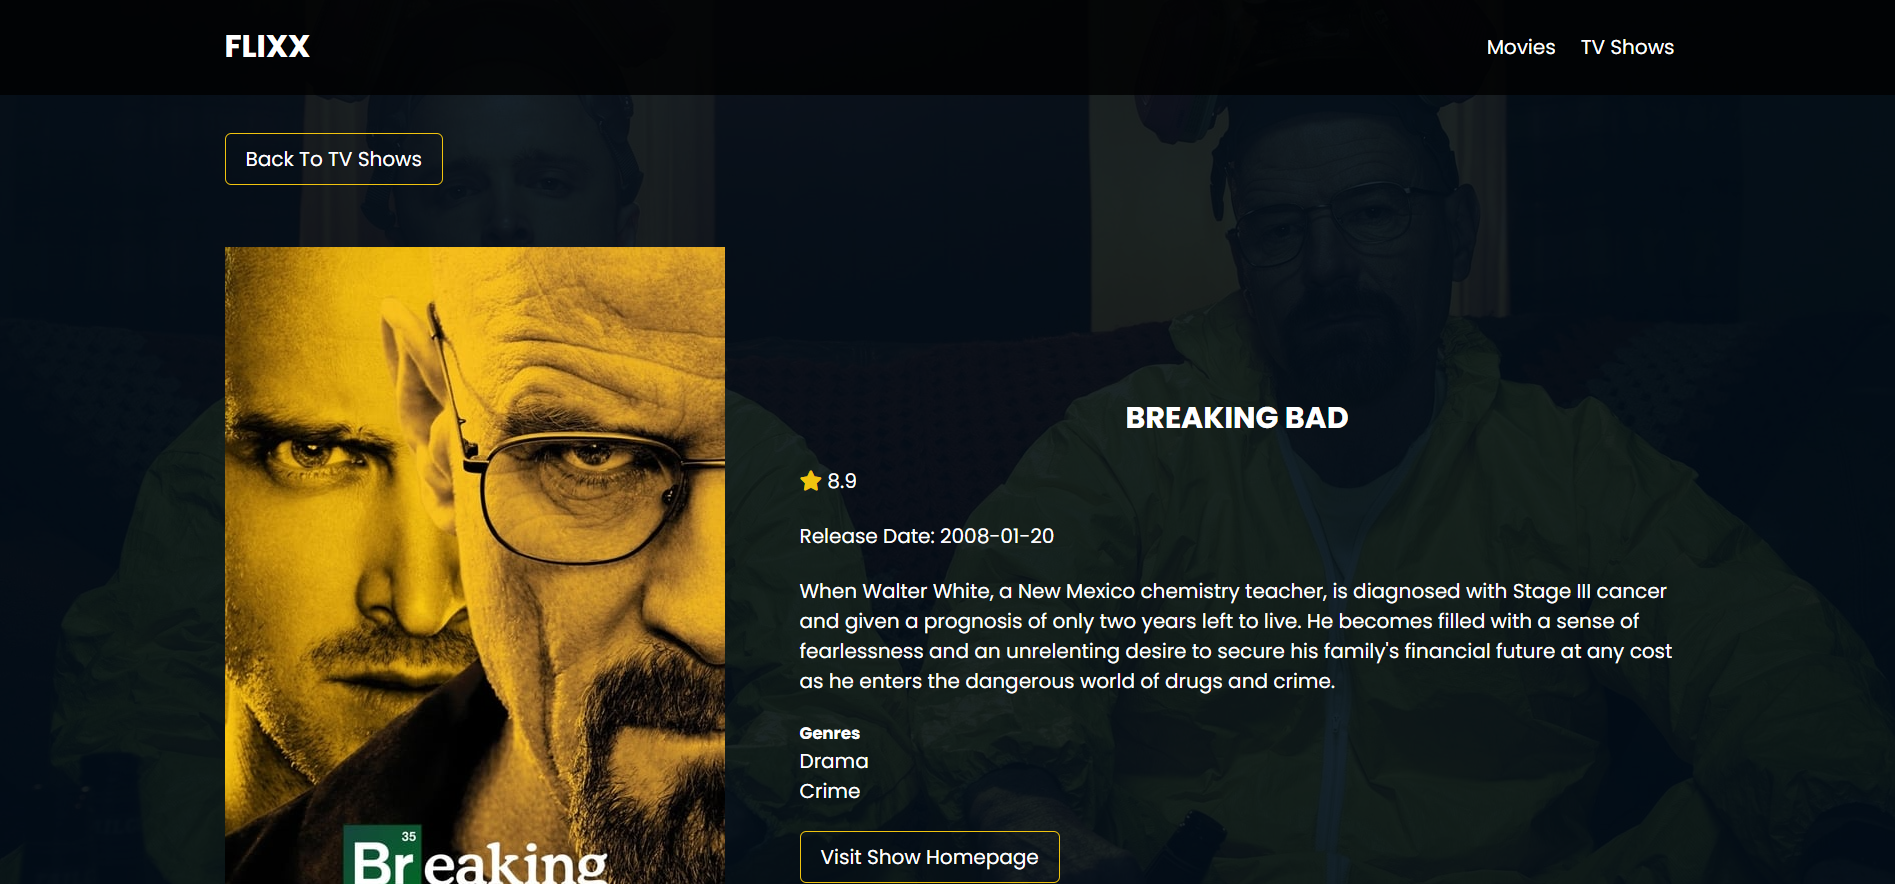 FLIXX
Movies
TV Shows
Back To TV Shows
BREAKING BAD
8.9
Release Date: 2008-01-20
When Walter White, a New Mexico chemistry teacher, is diagnosed with Stage III cancer
and given a prognosis of only two years left to live. He becomes filled with a sense of
fearlessness and an unrelenting desire to secure his family's financial future at any cost
as he enters the dangerous world of drugs and crime.
Genres
Drama
Crime
Visit Show Homepage
35
Breaking